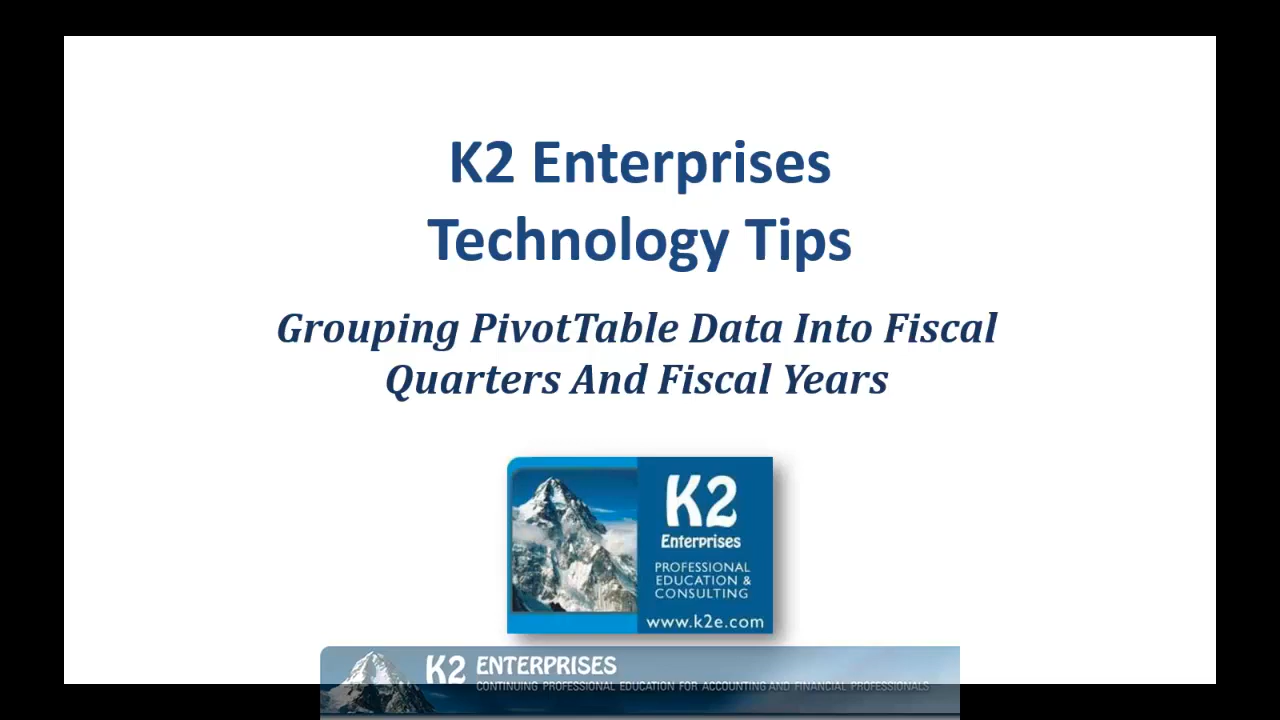 K2 Enterprises
Technology Tips
Grouping PivotTable Data Into Fiscal
Quarters And Fiscal Years
K2
Enterprises
PROFESSIONAL
EDUCATION &
CONSULTING
www.k2e.com
K2 ENTERPRISES
CONTINUING PROFESSIONAL EDUCATION FOR ACCOUNTING AND FINANCIAL PROFESSIONALS